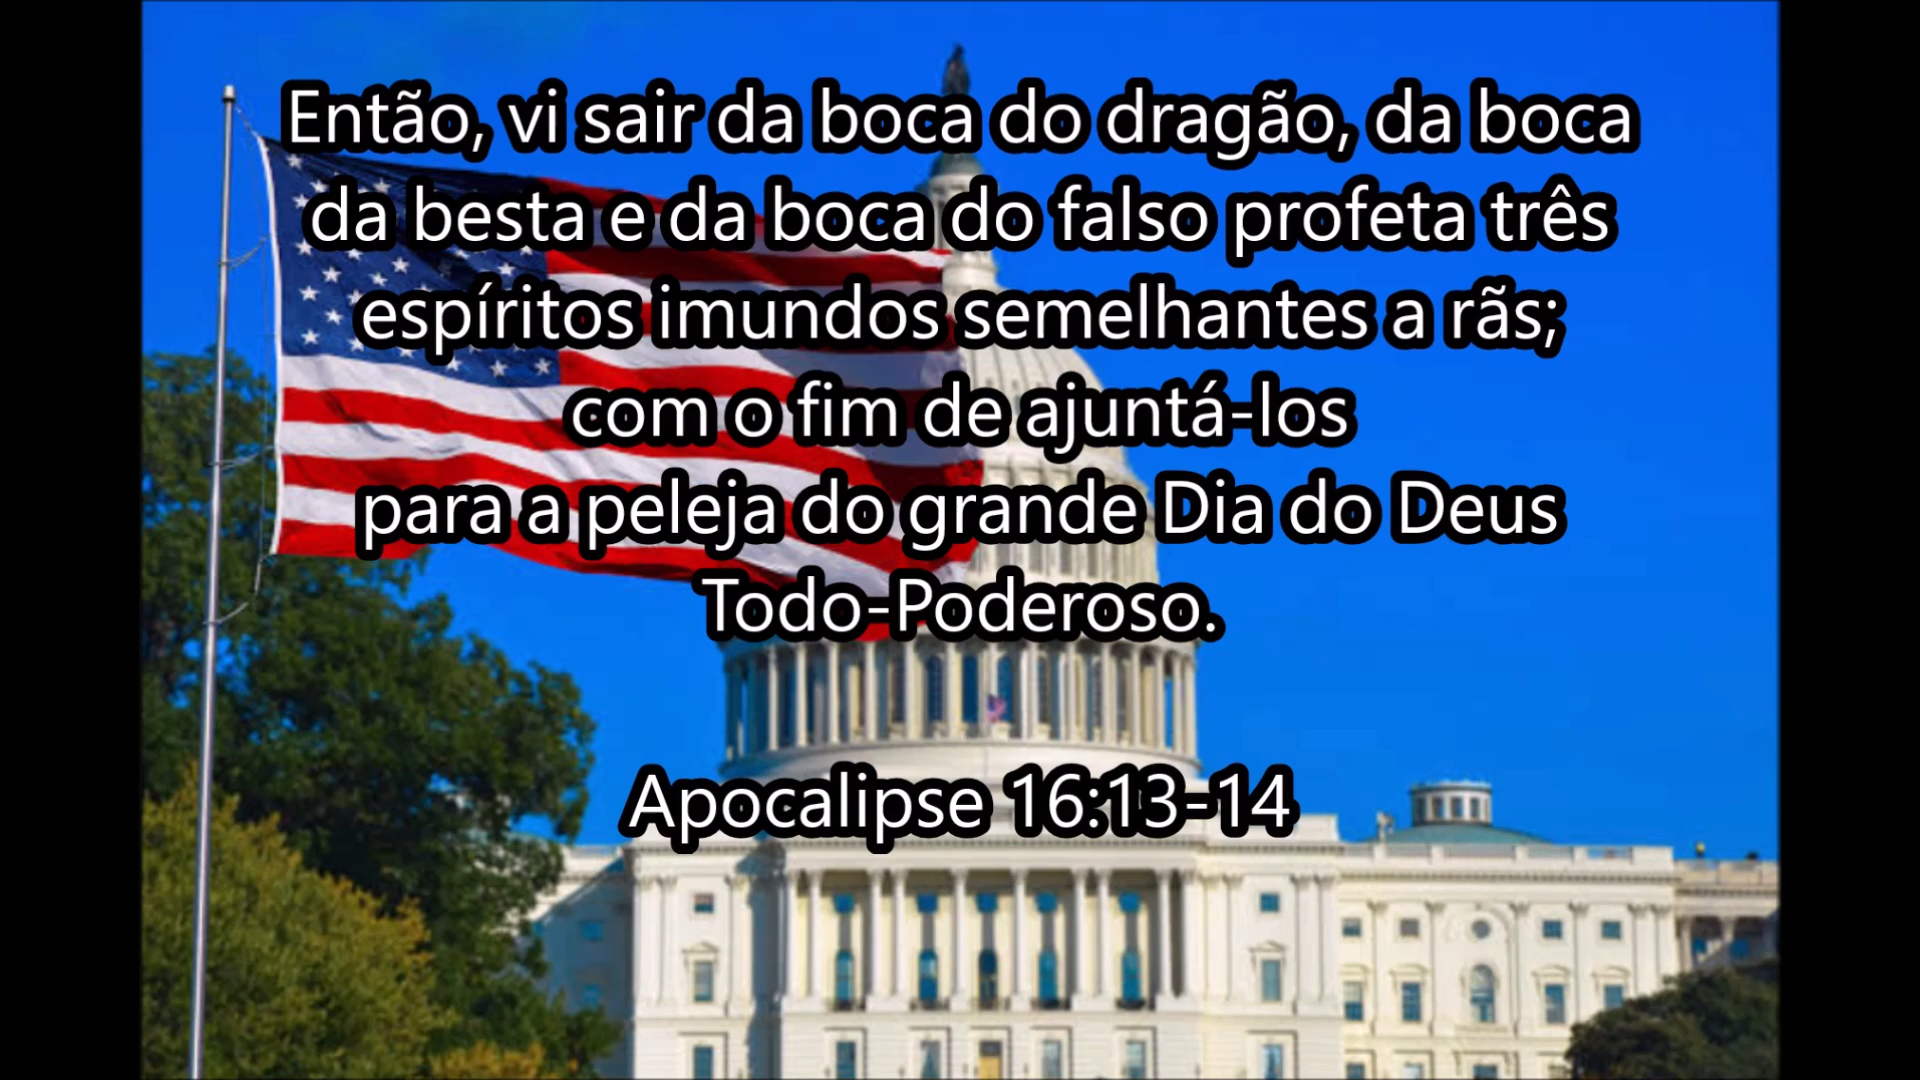 Então, vi sair da boca do dragão, da boca
da besta e da boca do falso profeta três
espíritos imundos semelhantes a rãs;
com o fim de ajuntá-los
para a peleja do grande Dia do Deus
Todo-Poderoso.
Apocalipse 16:13-14